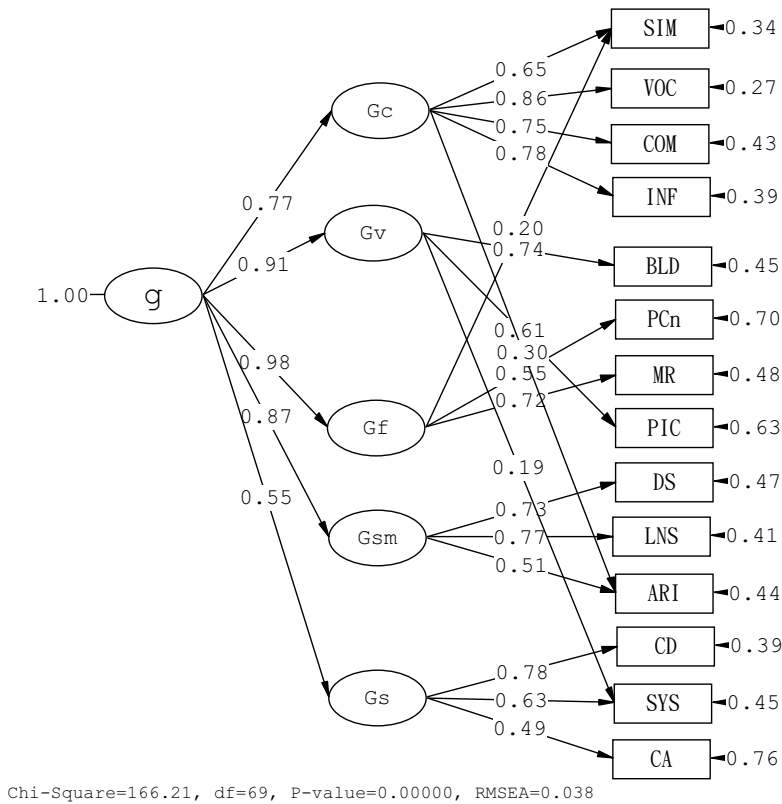 SIM
0.34
0.65
VOC
0.27
0.86
Gc
0.75
COM
0.43
0.78
INF
0.39
0.77
0.20
Gv
0.74
0.91
BLD
0.45
1.00
g
PCn
0.70
0.61
0.30
0.98
0.55
MR
0.48
0.72
0.87
Gf
PIC
0.63
0.19
DS
0.47
0.55
0.73
Gsm
0.77
LNS
0.41
0.51
ARI
0.44
CD
0.39
0.78
Gs
0.63
SYS
0.45
0.49
CA
0.76
Chi-Square=166.21, df=69, P-value=0.00000, RMSEA=0.038